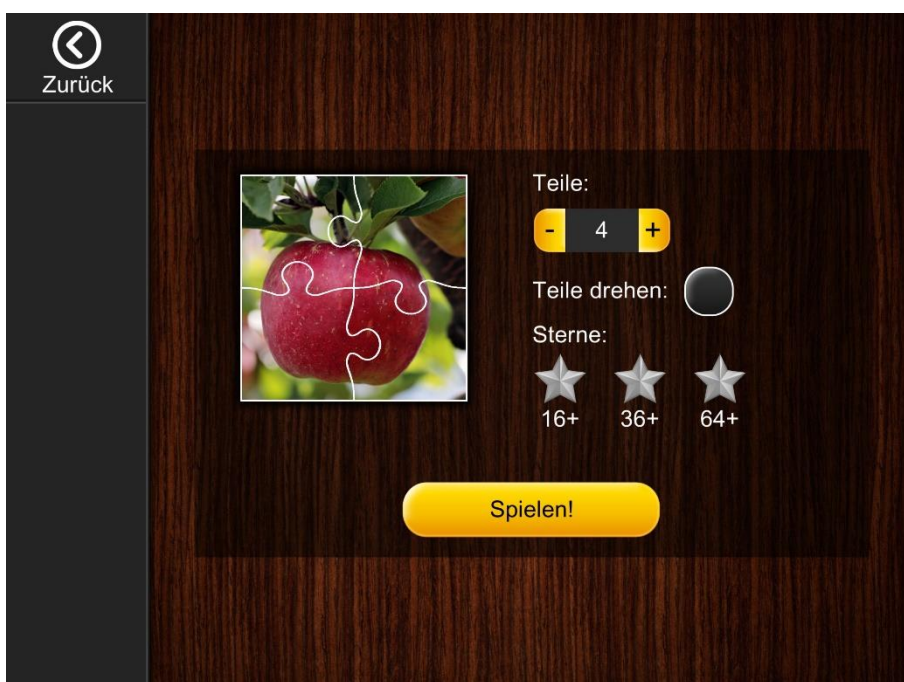 Zurück
Teile:
- 4 +
Teile drehen:
Sterne:
16+ 36+ 64+
Spielen!